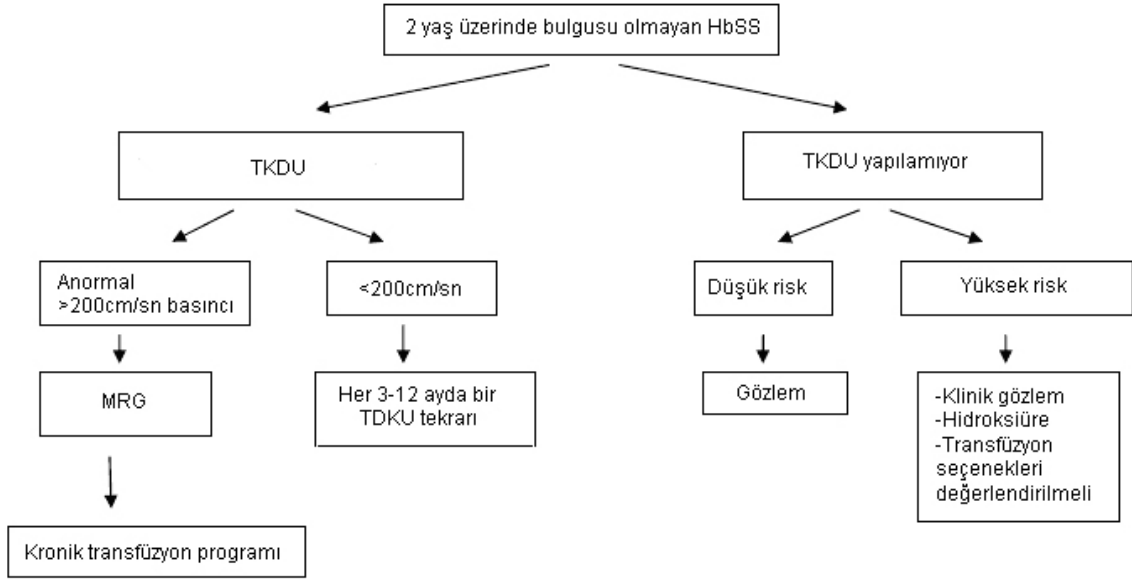 2 yaş üzerinde bulgusu olmayan HbSS
TKDU
TKDU yapılamıyor
Anormal
>200cm/sn basıncı
<200cm/sn
Düşük risk
Yüksek risk
MRG
Her 3-12 ayda bir
TDKU tekrarı
Gözlem
-Klinik gözlem
-Hidroksiüre
-Transfüzyon
seçenekleri
değerlendirilmeli
Kronik transfüzyon programı